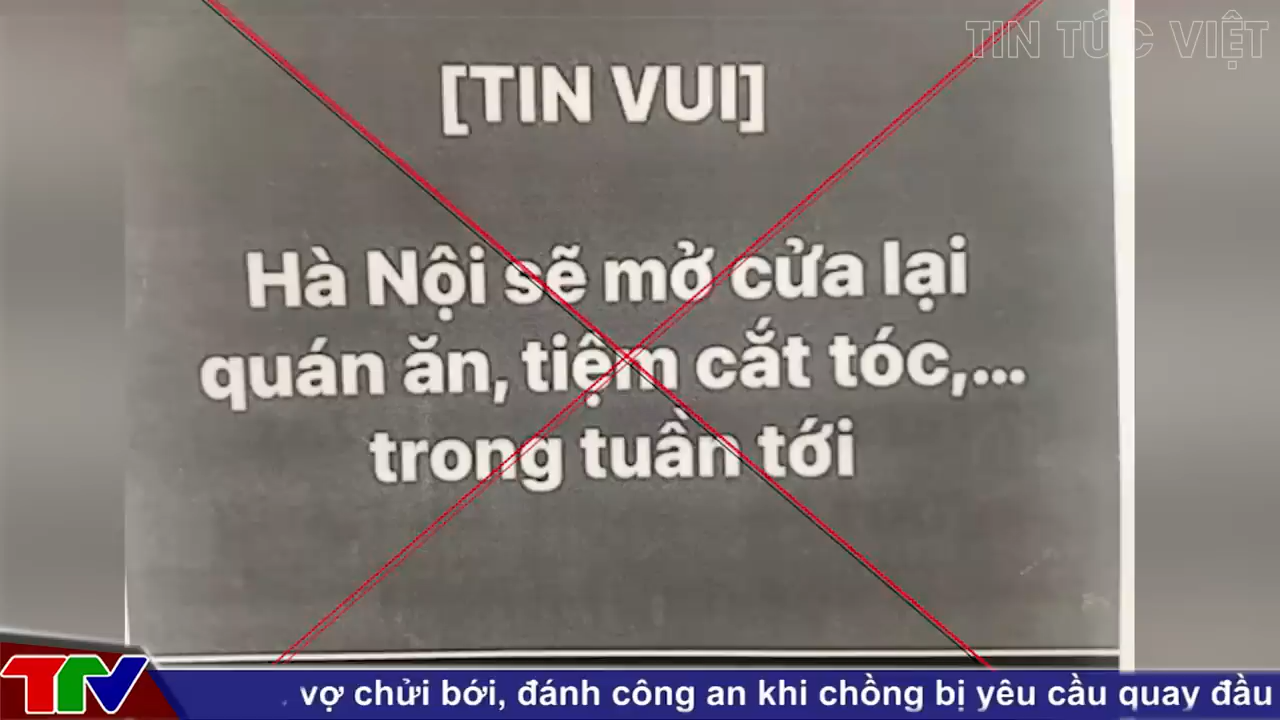 TIN TỨC VIỆT
[TIN VUI]
Hà Nội sẽ mở cửa lại
quán ăn, tiệm cắt tóc,...
trong tuần tới
TTV
vợ chửi bới, đánh công an khi chồng bị yêu cầu quay đầu